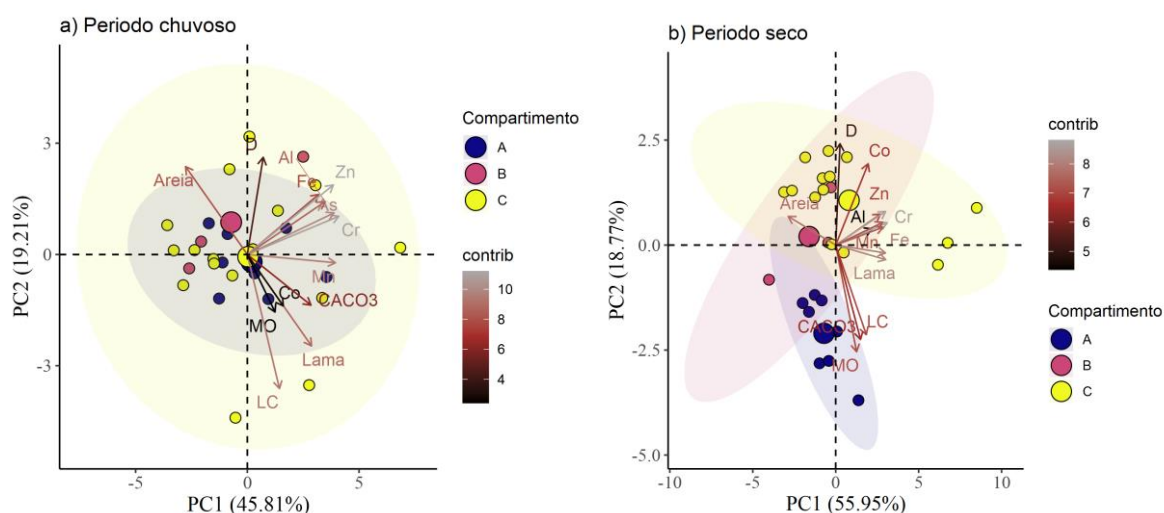 a) Periodo chuvoso
PC2 (19.21%)
3
0
-3
-5
0
5
PC1 (45.81%)
D
Al
Areia
Fe
Zn
As
Cr
Mn
Co
CACO3
MO
Lama
LC
Compartimento
A
B
C
contrib
10
8
6
4
b) Periodo seco
PC2 (18.77%)
2.5
0.0
-2.5
-5.0
-10
-5
0
5
10
PC1 (55.95%)
D
Co
Zn
Areia
Al
Cr
Mn
Fe
Lama
CACO3
LC
MO
contrib
8
7
6
5
Compartimento
A
B
C